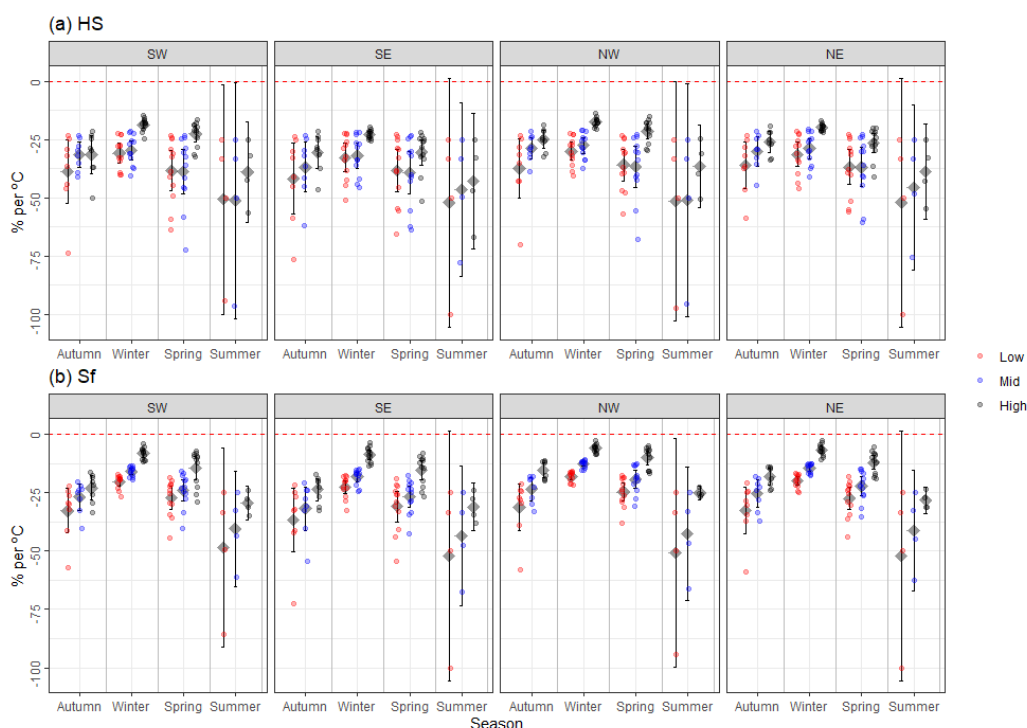 (a) HS
SW SE NW NE
0
-25
-50
-75
-100
% per ºC
Autumn Winter Spring Summer Autumn Winter Spring Summer Autumn Winter Spring Summer Autumn Winter Spring Summer
Low
Mid
High
(b) Sf
SW SE NW NE
0
-25
-50
-75
-100
% per ºC
Autumn Winter Spring Summer Autumn Winter Spring Summer Autumn Winter Spring Summer Autumn Winter Spring Summer
Season